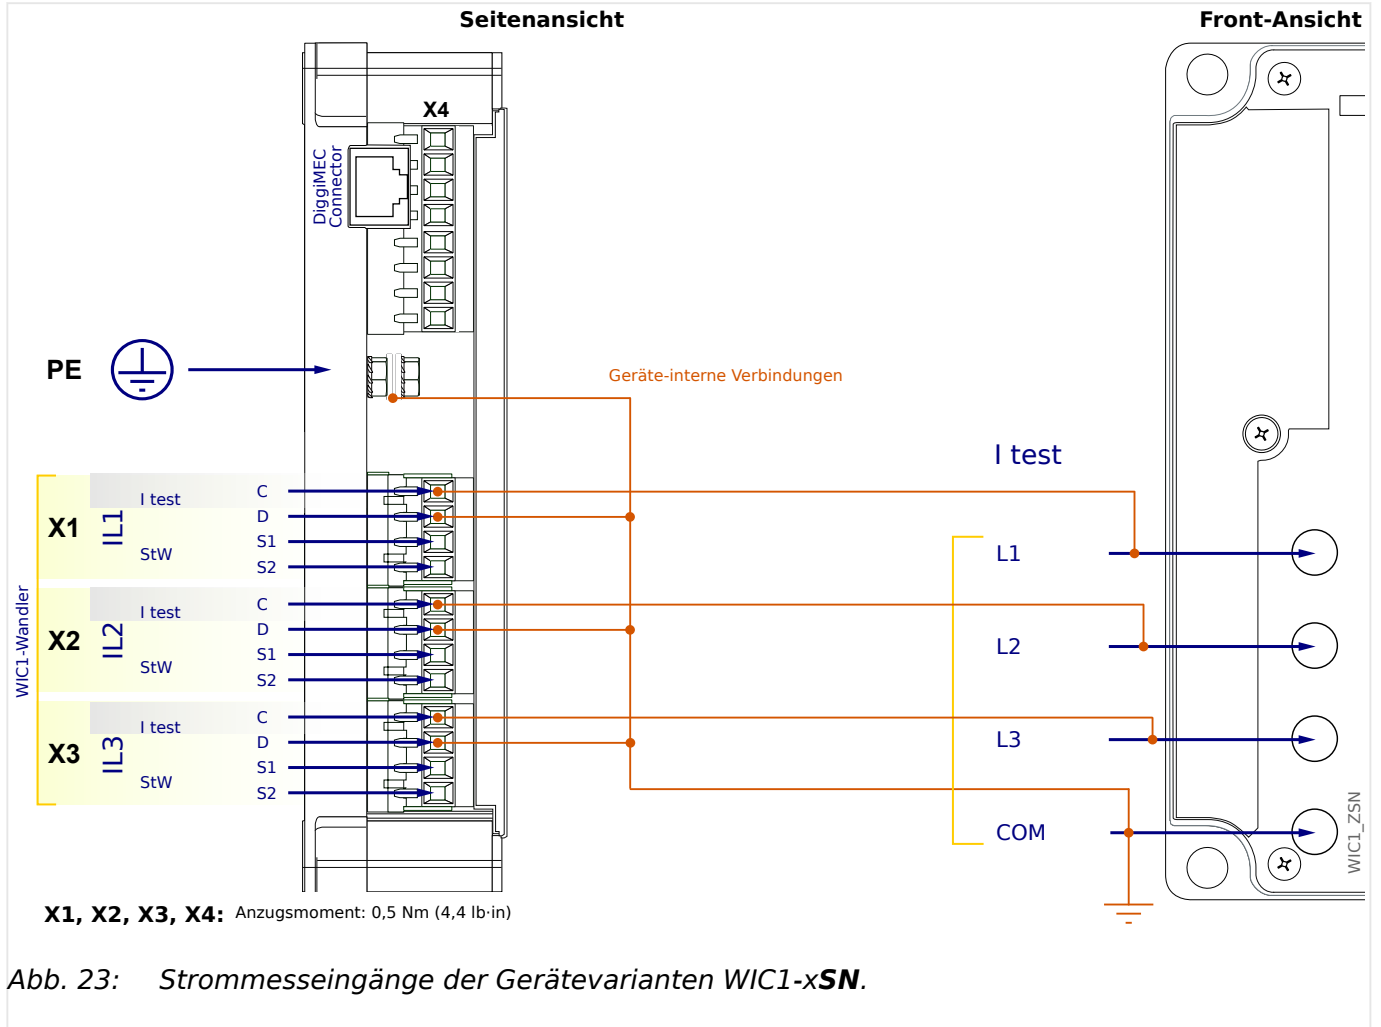 Seitenansicht
Front-Ansicht
X4
DiggiMEC
Connector
PE
Geräte-interne Verbindungen
I test
WIC1-Wandler
X1
IL1
I test
StW
C
D
S1
S2
X2
IL2
I test
StW
C
D
S1
S2
X3
IL3
I test
StW
C
D
S1
S2
L1
L2
L3
COM
WIC1_ZSN
X1, X2, X3, X4: Anzugsmoment: 0,5 Nm (4,4 lb·in)
Abb. 23: Strommesseingänge der Gerätevarianten WIC1-xSN.